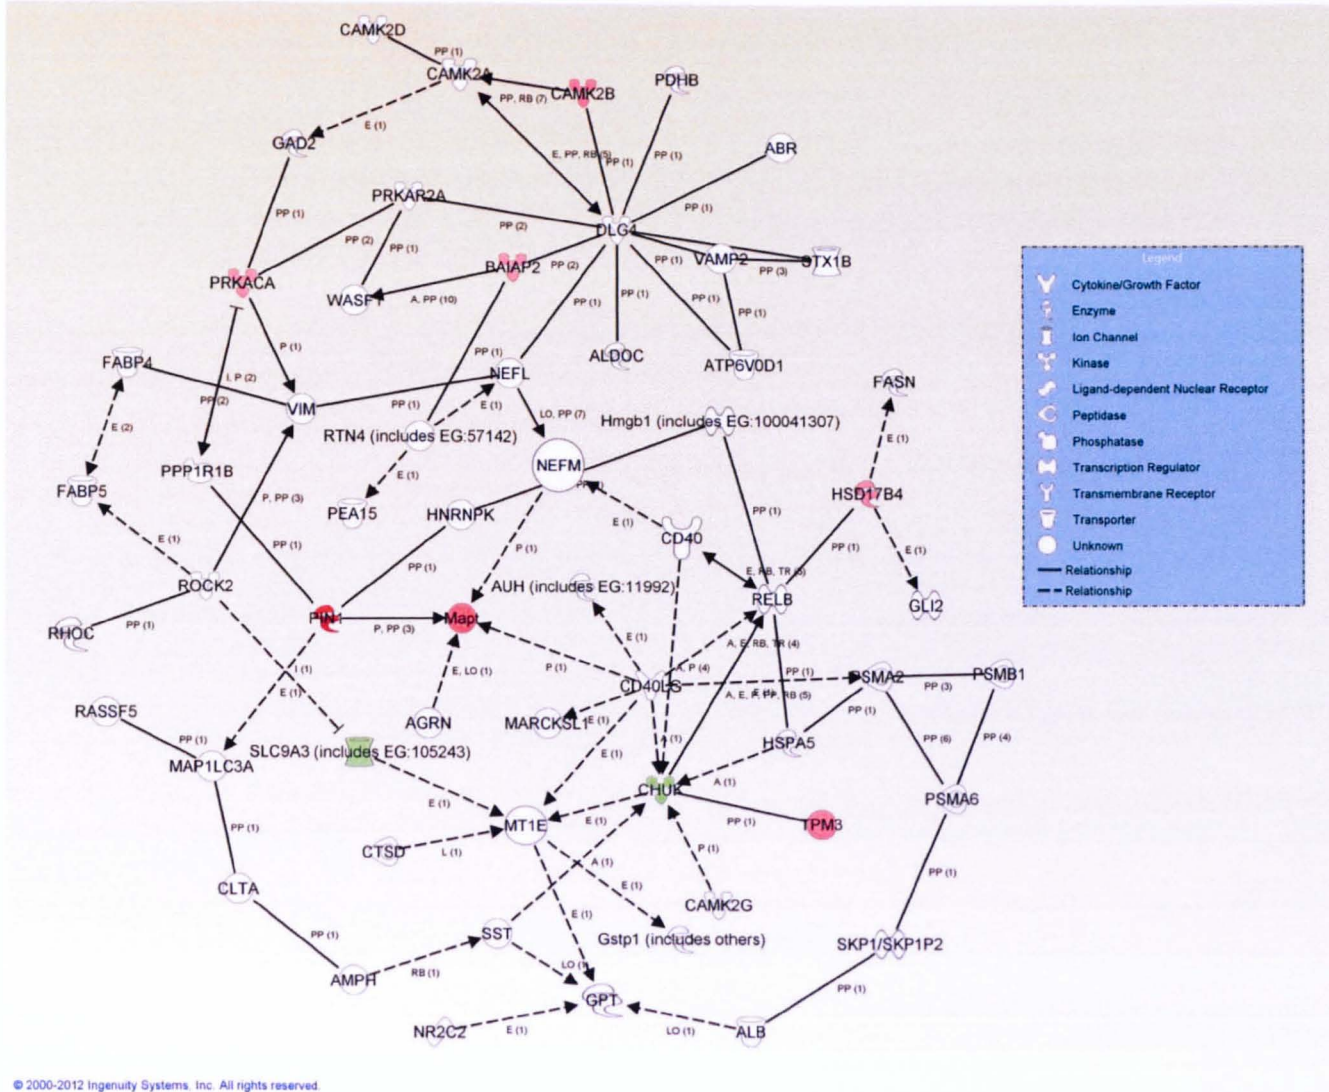 CAMK2D
PP (1)
CAMK2A
PP, RB (7)
CAMK2B
PDHB
E (1)
GAD2
E, PP, RB (5)
PP (1)
PP (1)
ABR
PRKAR2A
PP (1)
PP (1)
PP (2)
PP (2)
PP (1)
DLG4
VAMP2
STX1B
PP (1)
PP (3)
PRKACA
BAIAP2
PP (2)
WASF1
A, PP (10)
PP (1)
PP (1)
PP (1)
PP (1)
P (1)
FABP4
I, P (2)
PP (2)
PP (1)
NEFL
ALDOC
ATP6V0D1
FASN
VIM
PP (1)
E (1)
LO, PP (7)
Hmgb1 (includes EG:100041307)
E (2)
RTN4 (includes EG:57142)
E (1)
PPP1R1B
E (1)
NEFM
FABP5
P, PP (3)
PEA15
HNRNPK
HSD17B4
PP (1)
E (1)
CD40
E (1)
PP (1)
PP (1)
P (1)
PP (1)
E (1)
ROCK2
AUH (includes EG:11992)
E, RB, TR (5)
RELB
GLI2
RHOC
PP (1)
PIN1
P, PP (3)
Mapt
E (1)
A, E, RB, TR (4)
I (1)
E (1)
E, LO (1)
P (1)
A, P (4)
PP (1)
PSMA2
PSMB1
PP (3)
CD40LG
RASSF5
AGRN
MARCKSL1
E (1)
PP (1)
PP (1)
SLC9A3 (includes EG:105243)
E (1)
HSPA5
PP (6)
PP (4)
MAP1LC3A
CHUK
A (1)
PSMA6
E (1)
MT1E
E (1)
PP (1)
TPM3
PP (1)
CTSD
L (1)
P (1)
A (1)
PP (1)
CLTA
E (1)
E (1)
CAMK2G
PP (1)
SST
Gstp1 (includes others)
SKP1/SKP1P2
AMPH
RB (1)
GPT
PP (1)
NR2C2
E (1)
LO (1)
ALB
Legend
Cytokine/Growth Factor
Enzyme
Ion Channel
Kinase
Ligand-dependent Nuclear Receptor
Peptidase
Phosphatase
Transcription Regulator
Transmembrane Receptor
Transporter
Unknown
Relationship
Relationship
© 2000-2012 Ingenuity Systems, Inc. All rights reserved.